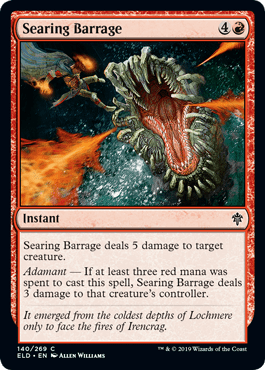 Searing Barrage 4
Instant
Searing Barrage deals 5 damage to target
creature.
Adamant — If at least three red mana was
spent to cast this spell, Searing Barrage deals
3 damage to that creature's controller.
It emerged from the coldest depths of Lochmere
only to face the fires of Irencrag.
140/269 C
ELD • EN Allen Williams
™ & © 2019 Wizards of the Coast